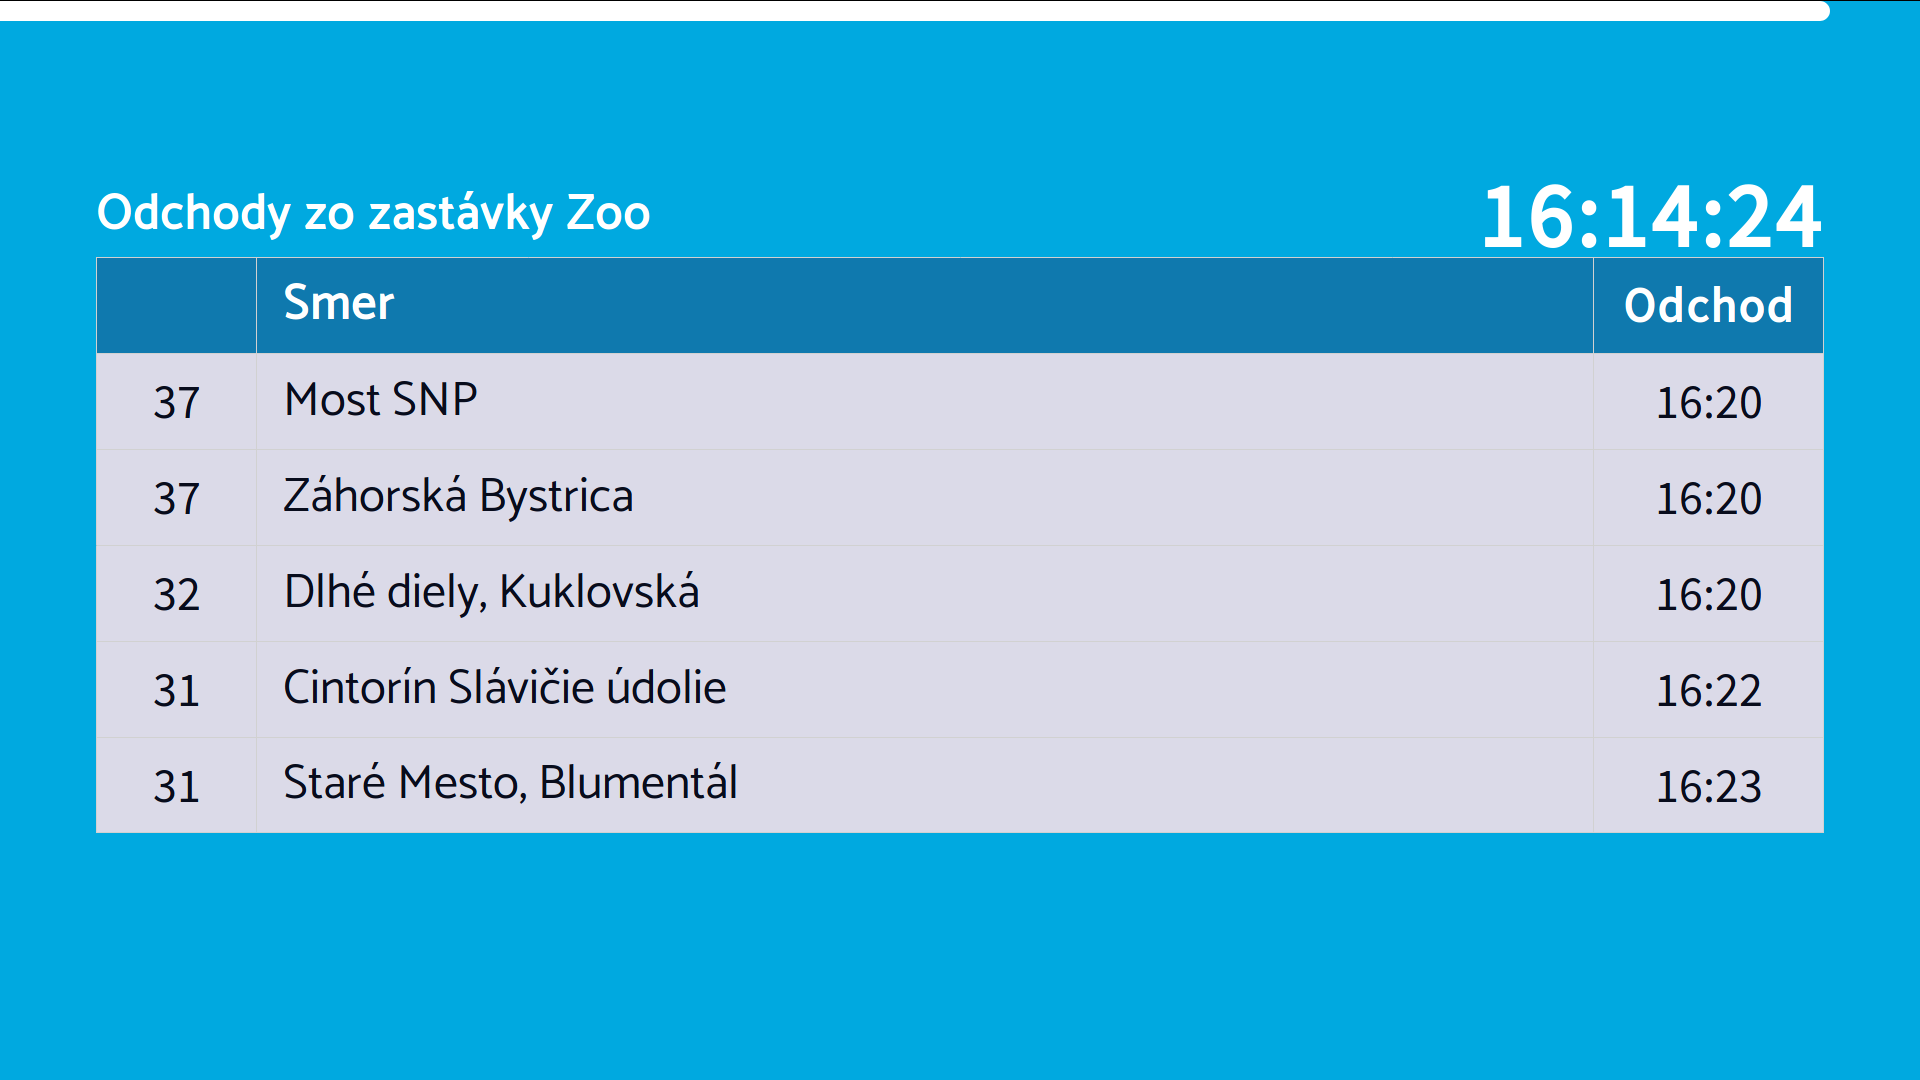 Odchody zo zastávky Zoo 16:14:24
Smer Odchod
37 Most SNP 16:20
37 Záhorská Bystrica 16:20
32 Dlhé diely, Kuklovská 16:20
31 Cintorín Slávičie údolie 16:22
31 Staré Mesto, Blumentál 16:23